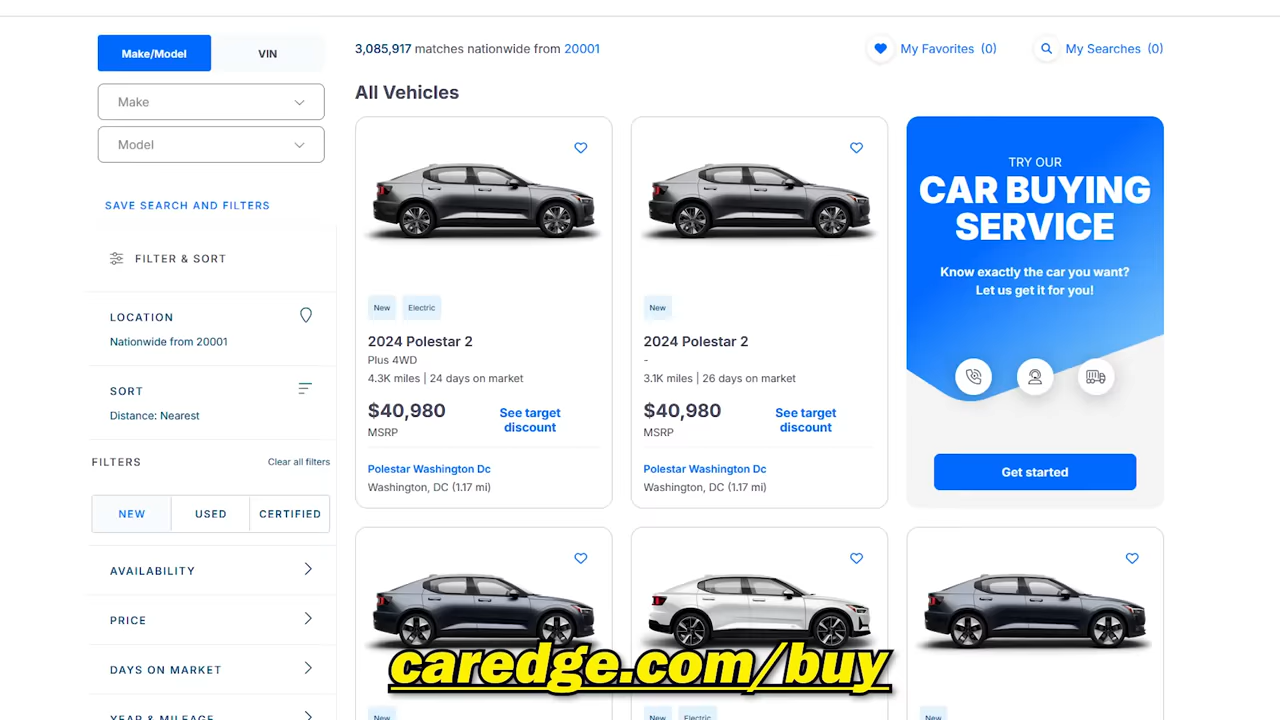 Make/Model
VIN
Make
Model
SAVE SEARCH AND FILTERS
FILTER & SORT
LOCATION
Nationwide from 20001
SORT
Distance: Nearest
FILTERS
Clear all filters
NEW
USED
CERTIFIED
AVAILABILITY
PRICE
DAYS ON MARKET
YEAR & MILEAGE
3,085,917 matches nationwide from 20001
My Favorites (0)
My Searches (0)
All Vehicles
New
Electric
2024 Polestar 2
Plus 4WD
4.3K miles | 24 days on market
$40,980
MSRP
See target
discount
Polestar Washington Dc
Washington, DC (1.17 mi)
New
2024 Polestar 2
-
3.1K miles | 26 days on market
$40,980
MSRP
See target
discount
Polestar Washington Dc
Washington, DC (1.17 mi)
TRY OUR
CAR BUYING
SERVICE
Know exactly the car you want?
Let us get it for you!
Get started
caredge.com/buy
New
New
Electric
New